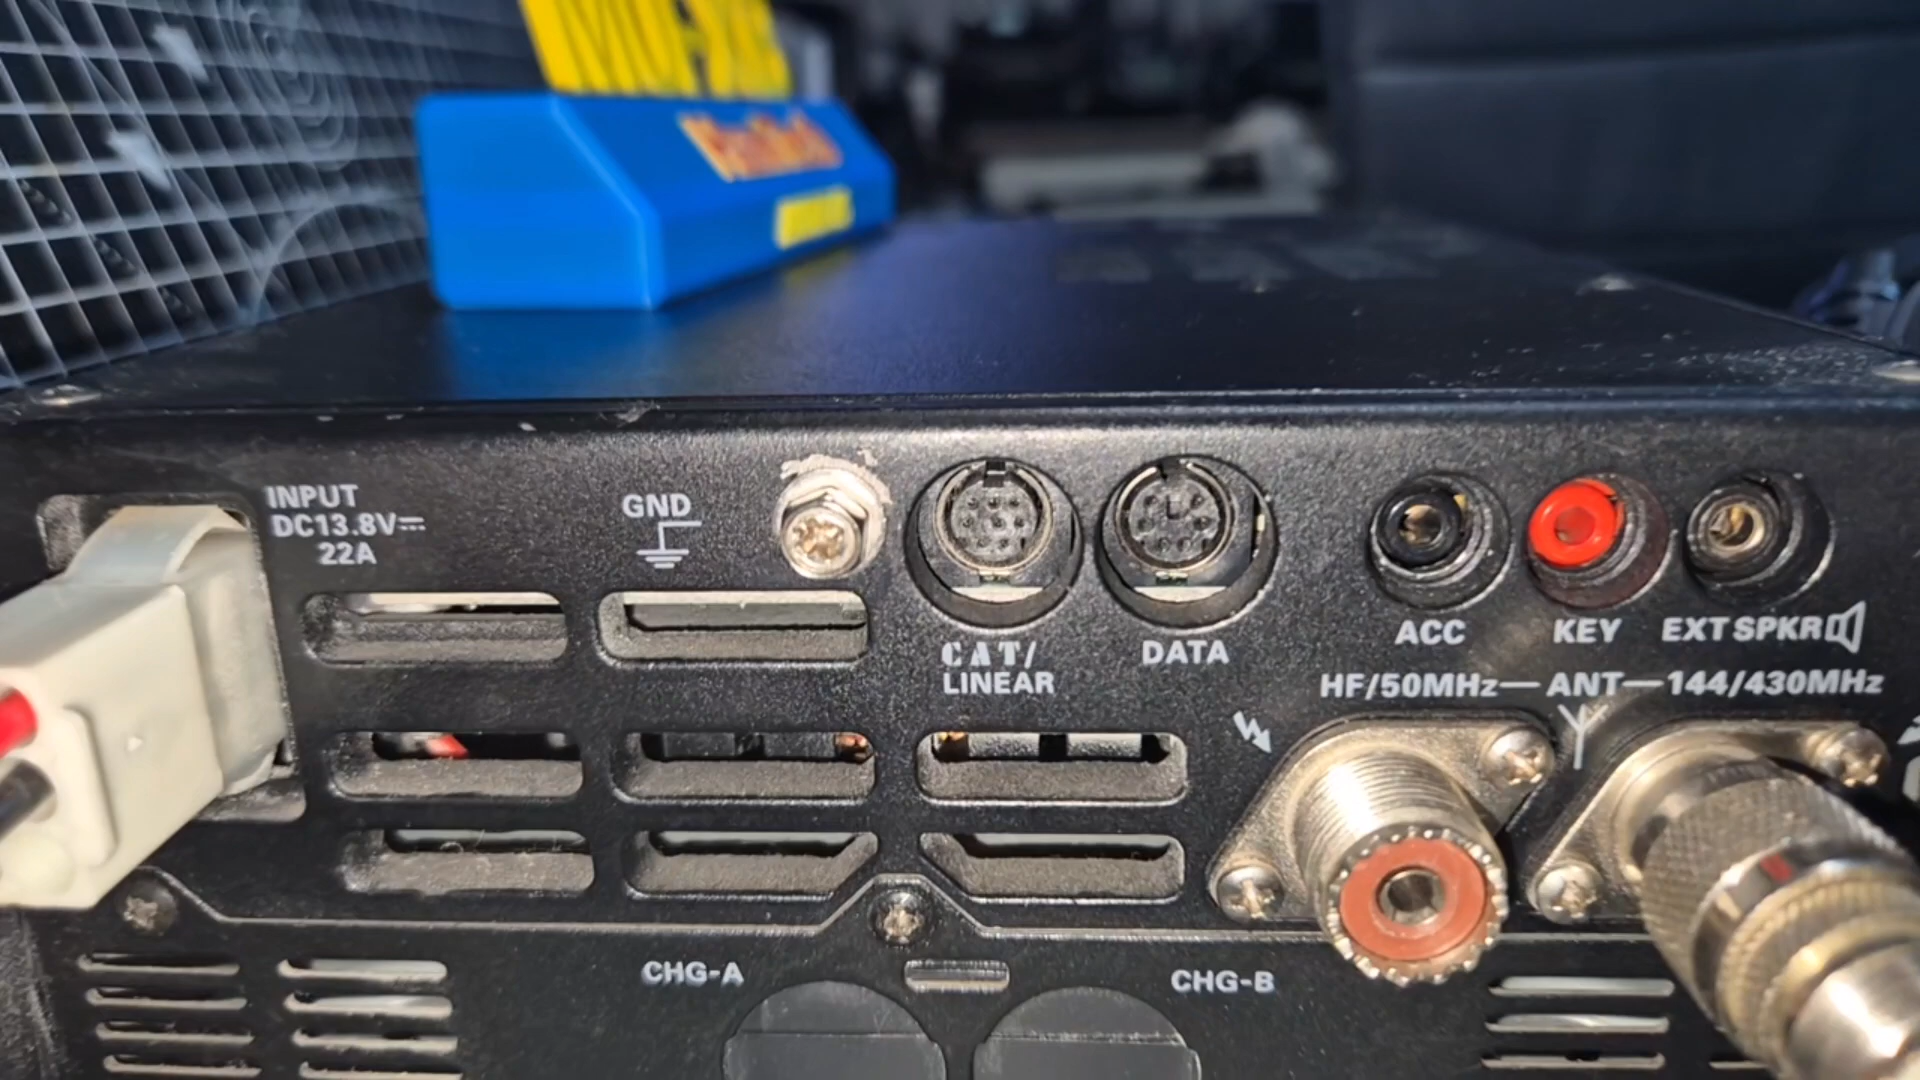 INPUT
DC13.8V
22A
GND
CAT/
LINEAR
DATA
ACC
KEY
EXT SPKR
HF/50MHz—ANT—144/430MHz
CHG-A
CHG-B